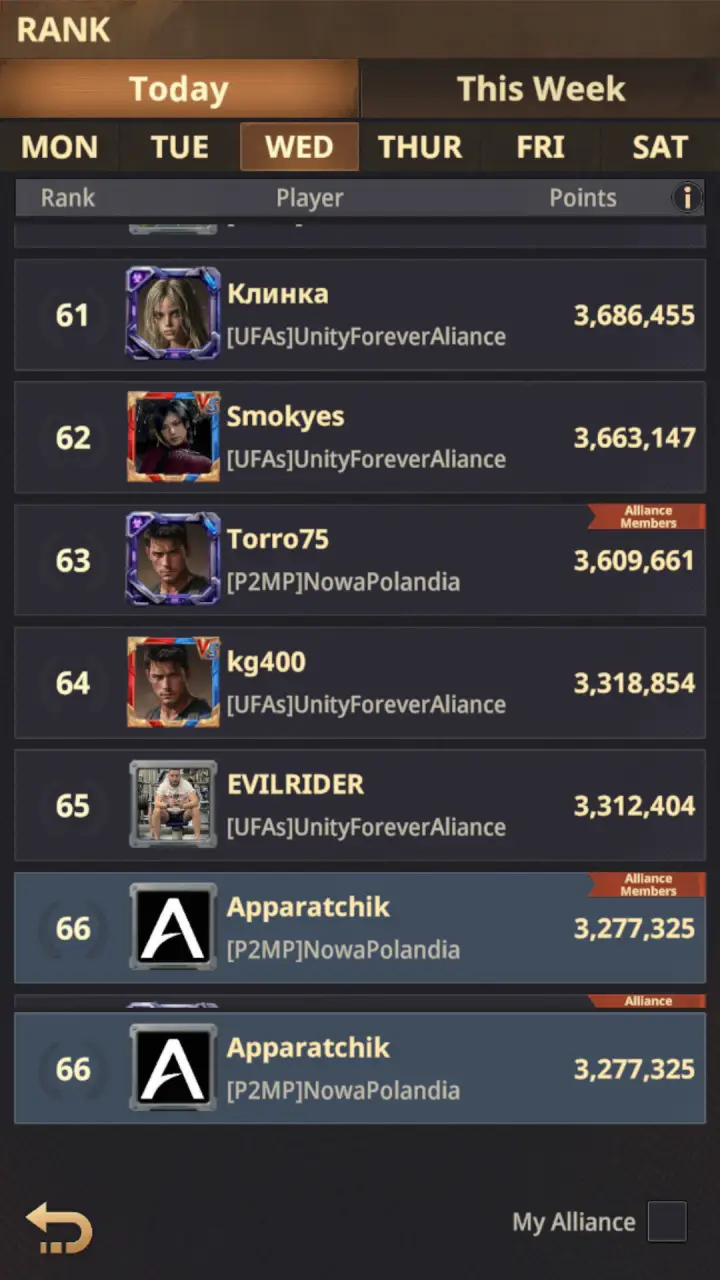 RANK
Today
This Week
MON TUE WED THUR FRI SAT
Rank Player Points i
61
Клинка
[UFAs]UnityForeverAliance
3,686,455
VS
62
Smokyes
[UFAs]UnityForeverAliance
3,663,147
Alliance
Members
63
Torro75
[P2MP]NowaPolandia
3,609,661
VS
64
kg400
[UFAs]UnityForeverAliance
3,318,854
65
EVILRIDER
[UFAs]UnityForeverAliance
3,312,404
Alliance
Members
66
Apparatchik
[P2MP]NowaPolandia
3,277,325
Alliance
66
Apparatchik
[P2MP]NowaPolandia
3,277,325
My Alliance